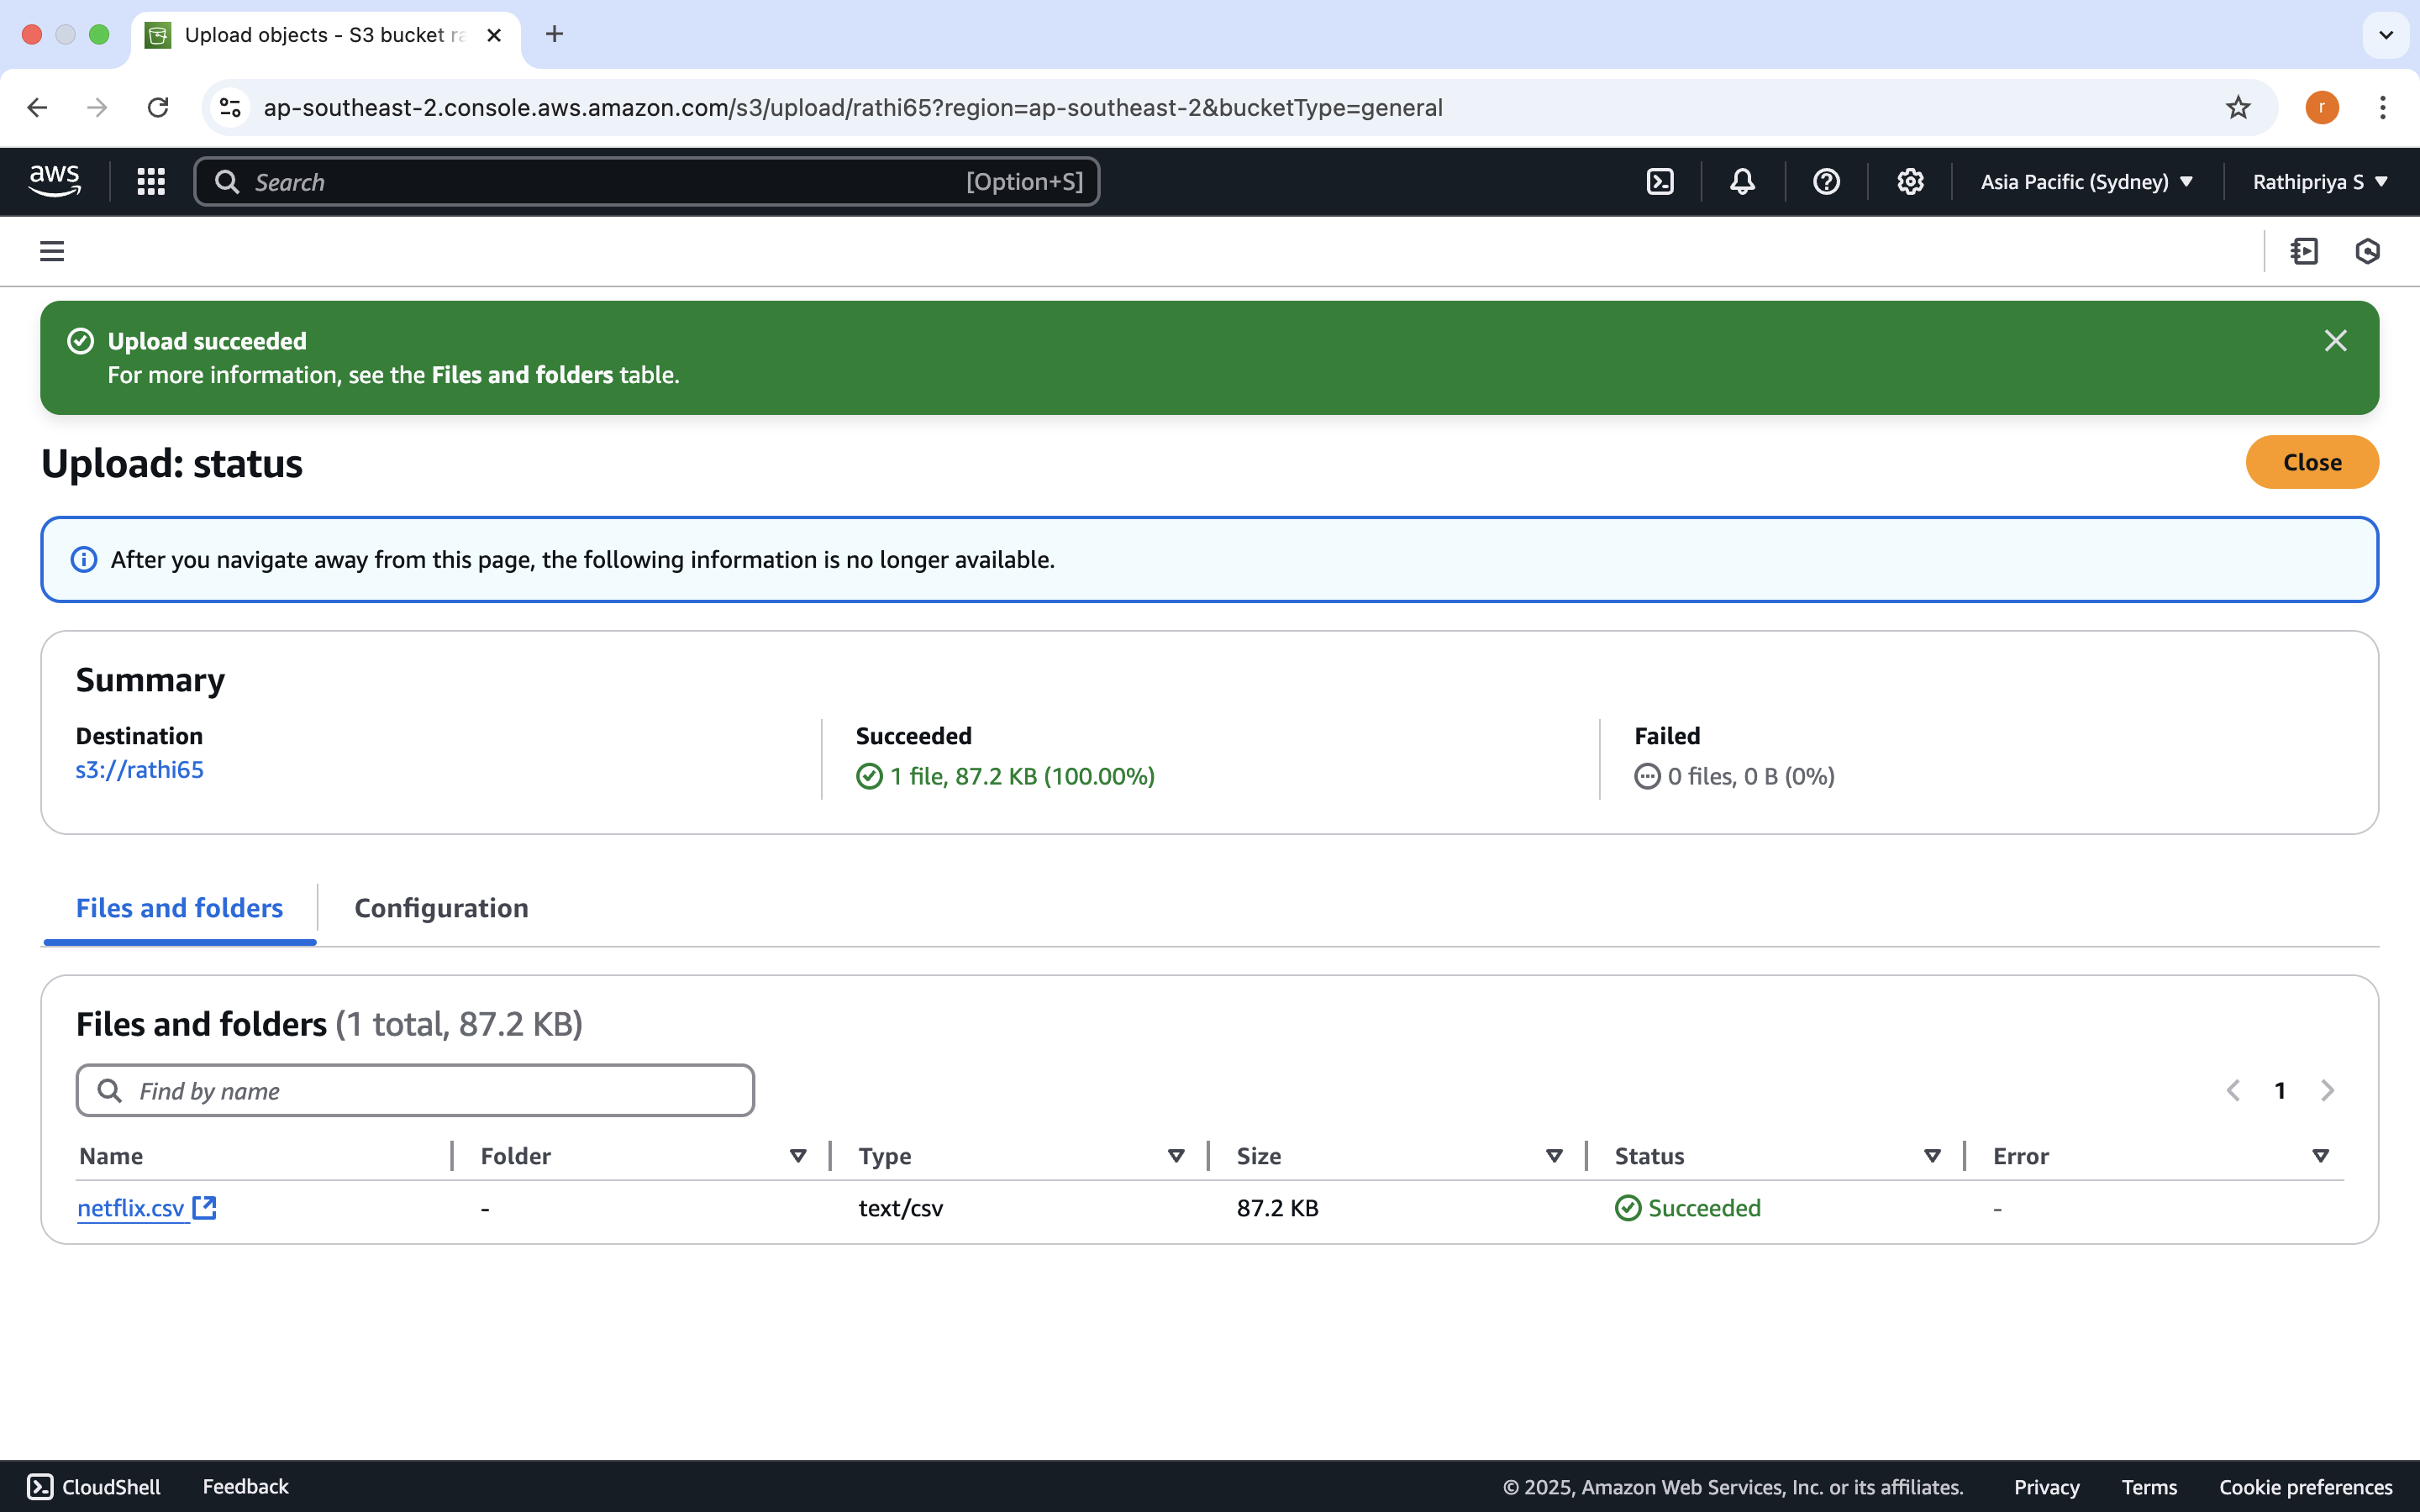 Upload objects - S3 bucket ra
ap-southeast-2.console.aws.amazon.com/s3/upload/rathi65?region=ap-southeast-2&bucketType=general
r
aws
Search
[Option+S]
Asia Pacific (Sydney)
Rathipriya S
Upload succeeded
For more information, see the Files and folders table.
Upload: status
Close
After you navigate away from this page, the following information is no longer available.
Summary
Destination
s3://rathi65
Succeeded
1 file, 87.2 KB (100.00%)
Failed
0 files, 0 B (0%)
Files and folders
Configuration
Files and folders (1 total, 87.2 KB)
Find by name
1
Name Folder Type Size Status Error
netflix.csv - text/csv 87.2 KB Succeeded -
CloudShell Feedback © 2025, Amazon Web Services, Inc. or its affiliates. Privacy Terms Cookie preferences